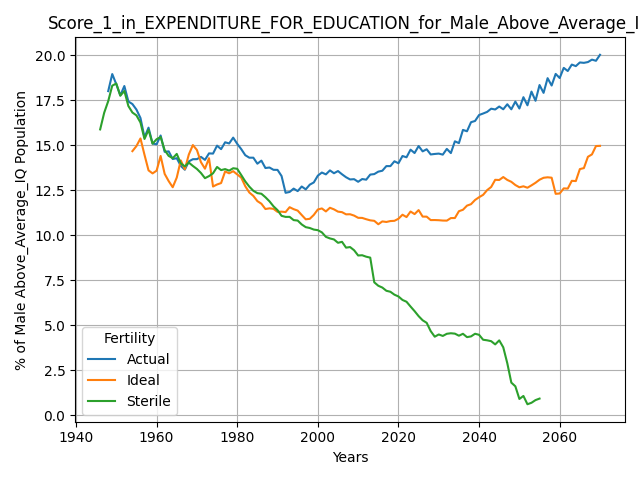 Score_1_in_EXPENDITURE_FOR_EDUCATION_for_Male_Above_Average_I
% of Male Above_Average_IQ Population
20.0
17.5
15.0
12.5
10.0
7.5
5.0
2.5
0.0
Fertility
Actual
Ideal
Sterile
1940 1960 1980 2000 2020 2040 2060
Years